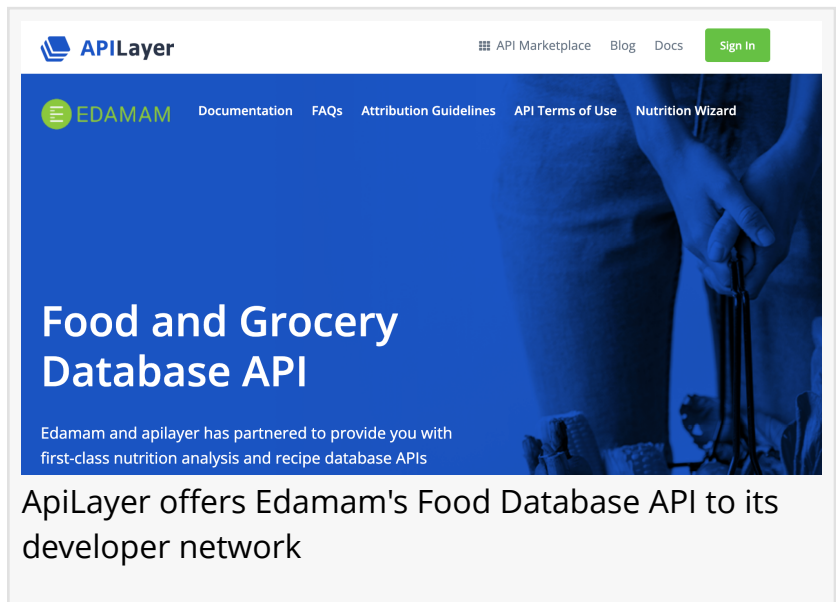 APILayer
API Marketplace Blog Docs Sign In
EDAMAM Documentation FAQs Attribution Guidelines API Terms of Use Nutrition Wizard
Food and Grocery
Database API
Edamam and apilayer has partnered to provide you with
first-class nutrition analysis and recipe database APIs
ApiLayer offers Edamam's Food Database API to its
developer network